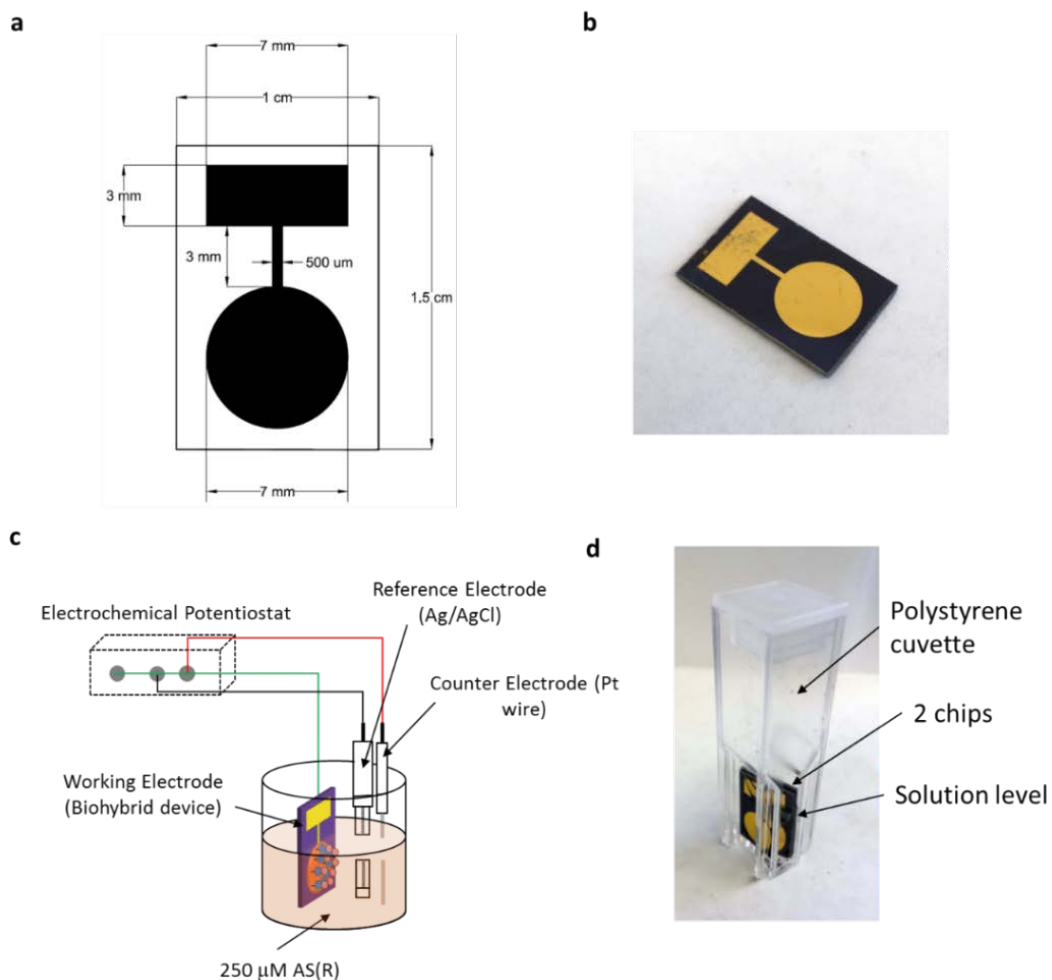 a
7 mm
1 cm
3 mm
3 mm
500 um
1.5 cm
7 mm
b
c
Electrochemical Potentiostat
Reference Electrode
(Ag/AgCl)
Counter Electrode (Pt
wire)
Working Electrode
(Biohybrid device)
250 µM AS(R)
d
Polystyrene
cuvette
2 chips
Solution level